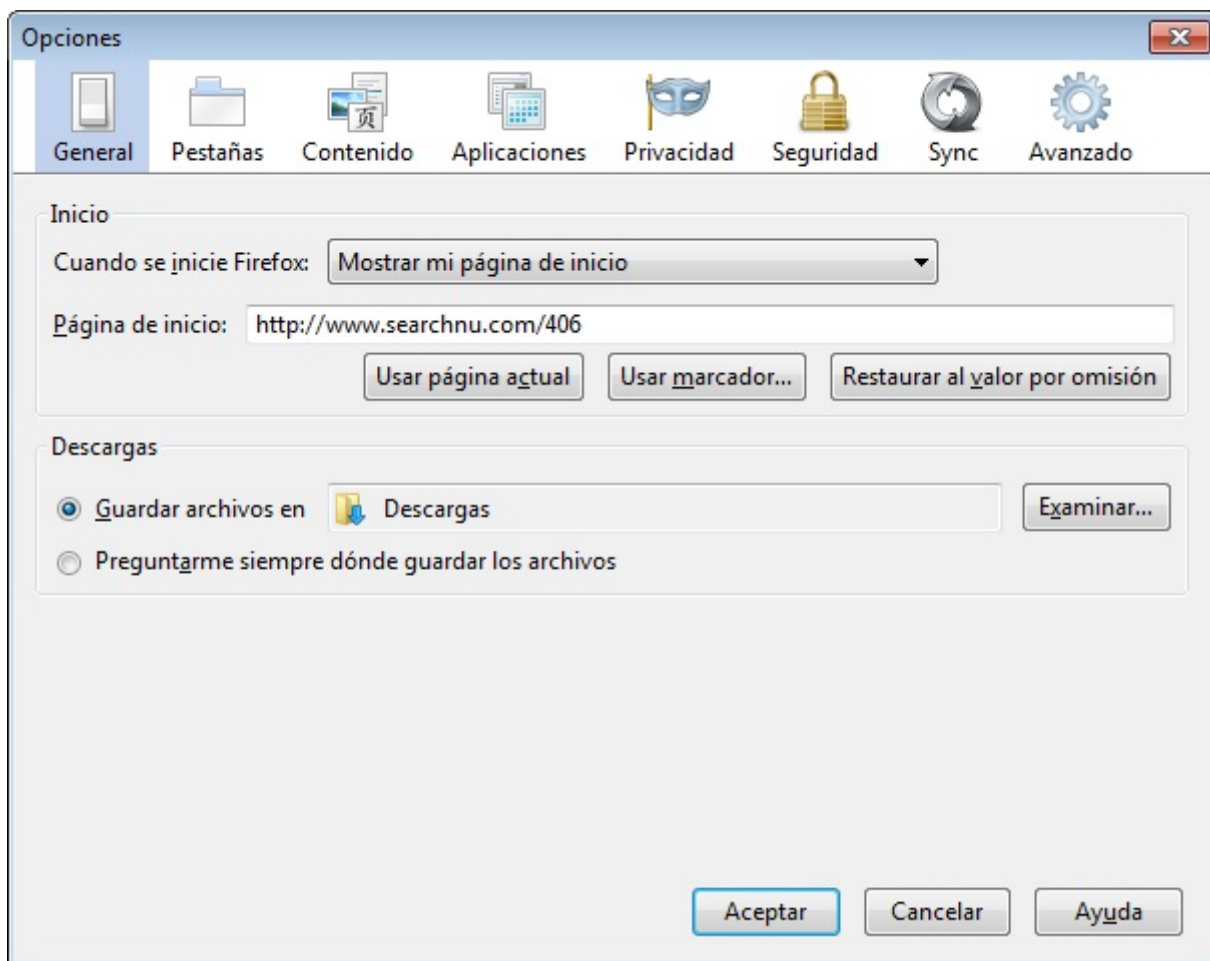 Opciones
General Pestañas Contenido Aplicaciones Privacidad Seguridad Sync Avanzado
Inicio
Cuando se inicie Firefox: Mostrar mi página de inicio
Página de inicio: http://www.searchnu.com/406
Usar página actual Usar marcador... Restaurar al valor por omisión
Descargas
Guardar archivos en Descargas Examinar...
Preguntarme siempre dónde guardar los archivos
Aceptar Cancelar Ayuda